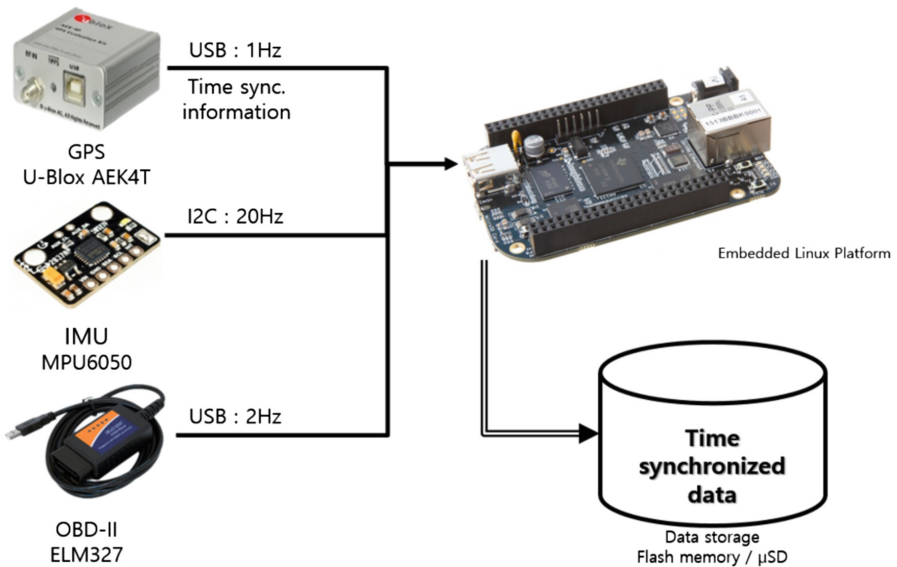 USB : 1Hz
Time sync.
information
GPS
U-Blox AEK4T
I2C : 20Hz
IMU
MPU6050
USB : 2Hz
OBD-II
ELM327
Embedded Linux Platform
Time
synchronized
data
Data storage
Flash memory / μSD